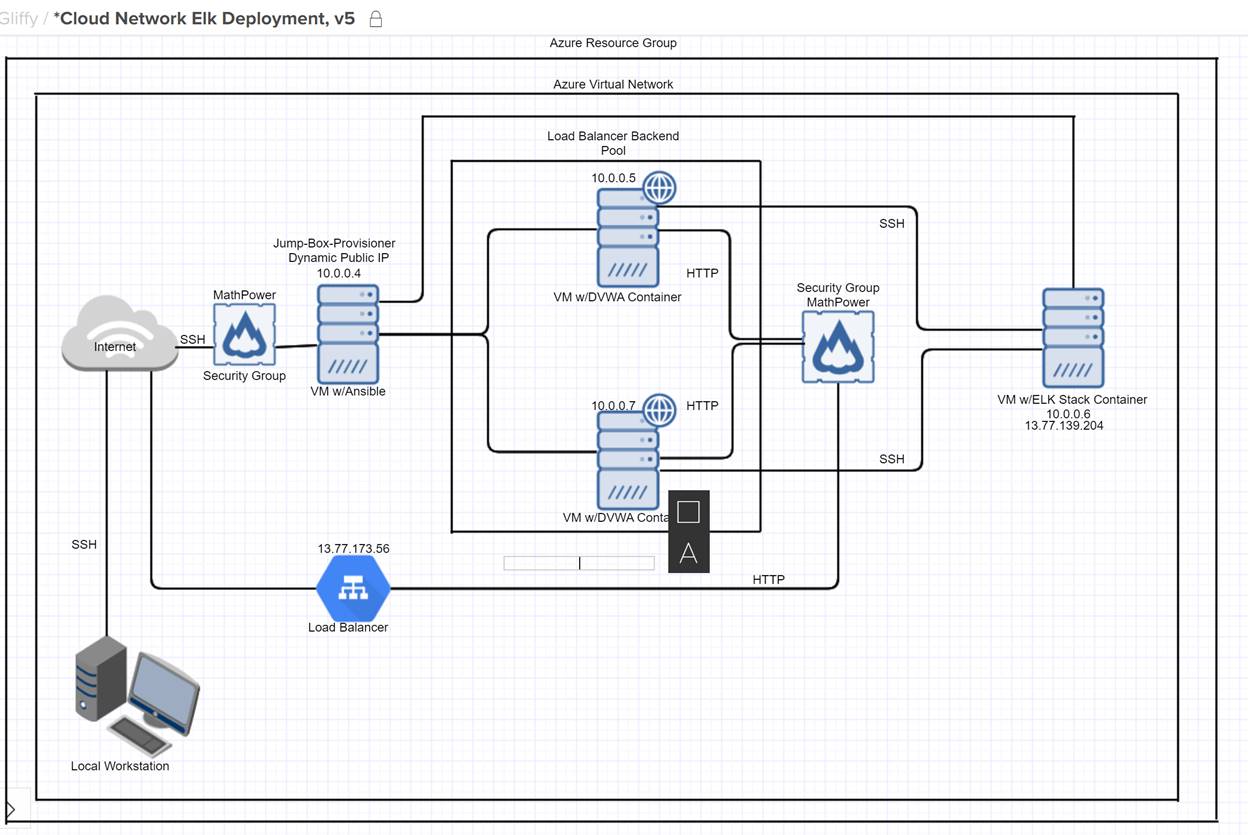 Gliffy / *Cloud Network Elk Deployment, v5
Azure Resource Group
Azure Virtual Network
Load Balancer Backend
Pool
10.0.0.5
SSH
Jump-Box-Provisioner
Dynamic Public IP
10.0.0.4
HTTP
VM w/DVWA Container
MathPower
Security Group
MathPower
SSH
Internet
Security Group
VM w/Ansible
10.0.0.7
HTTP
VM w/ELK Stack Container
10.0.0.6
13.77.139.204
SSH
VM w/DVWA Conta
A
SSH
13.77.173.56
HTTP
Load Balancer
Local Workstation